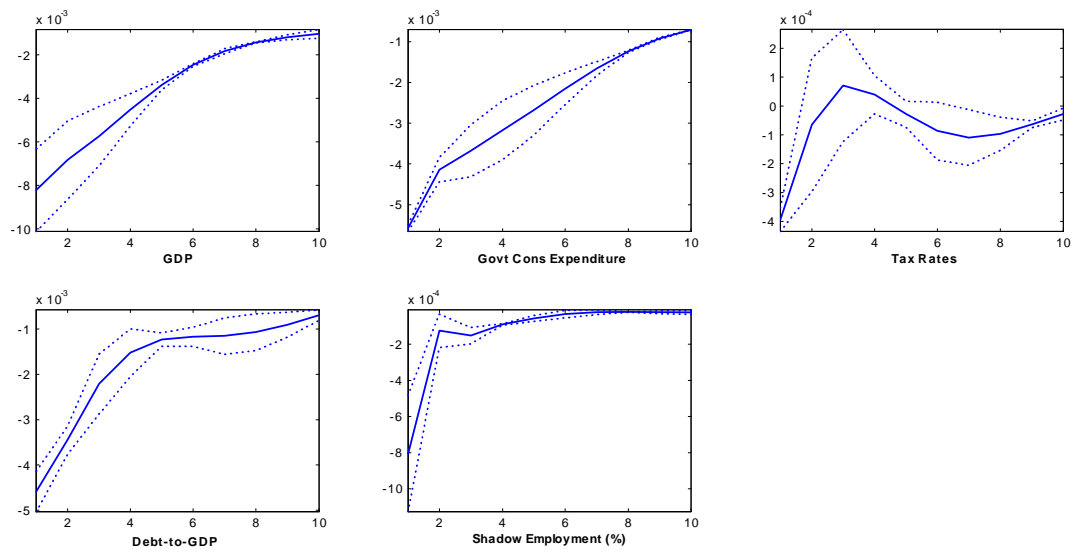 x 10-3
-2
-4
-6
-8
-10
2 4 6 8 10
GDP
x 10-3
-1
-2
-3
-4
-5
2 4 6 8 10
Govt Cons Expenditure
x 10-4
2
1
0
-1
-2
-3
-4
2 4 6 8 10
Tax Rates
x 10-3
-1
-2
-3
-4
-5
2 4 6 8 10
Debt-to-GDP
x 10-4
-2
-4
-6
-8
-10
2 4 6 8 10
Shadow Employment (%)